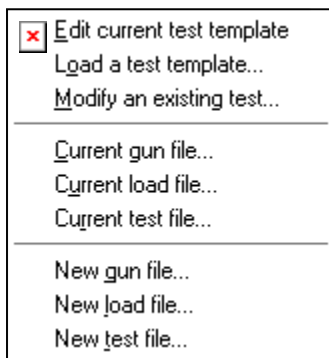 Edit current test template
Load a test template...
Modify an existing test...
Current gun file...
Current load file...
Current test file...
New gun file...
New load file...
New test file...